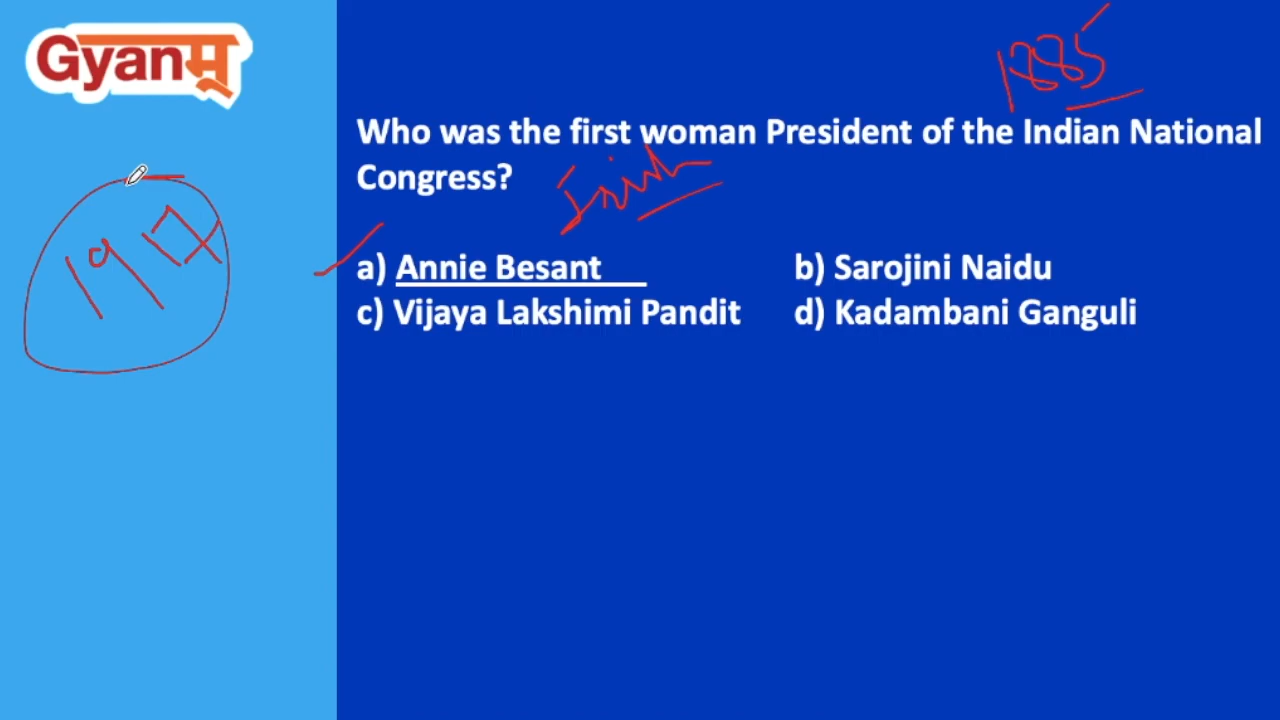 Gyanम
1885
Who was the first woman President of the Indian National
Congress?
Irish
1917
a) Annie Besant b) Sarojini Naidu
c) Vijaya Lakshimi Pandit d) Kadambani Ganguli